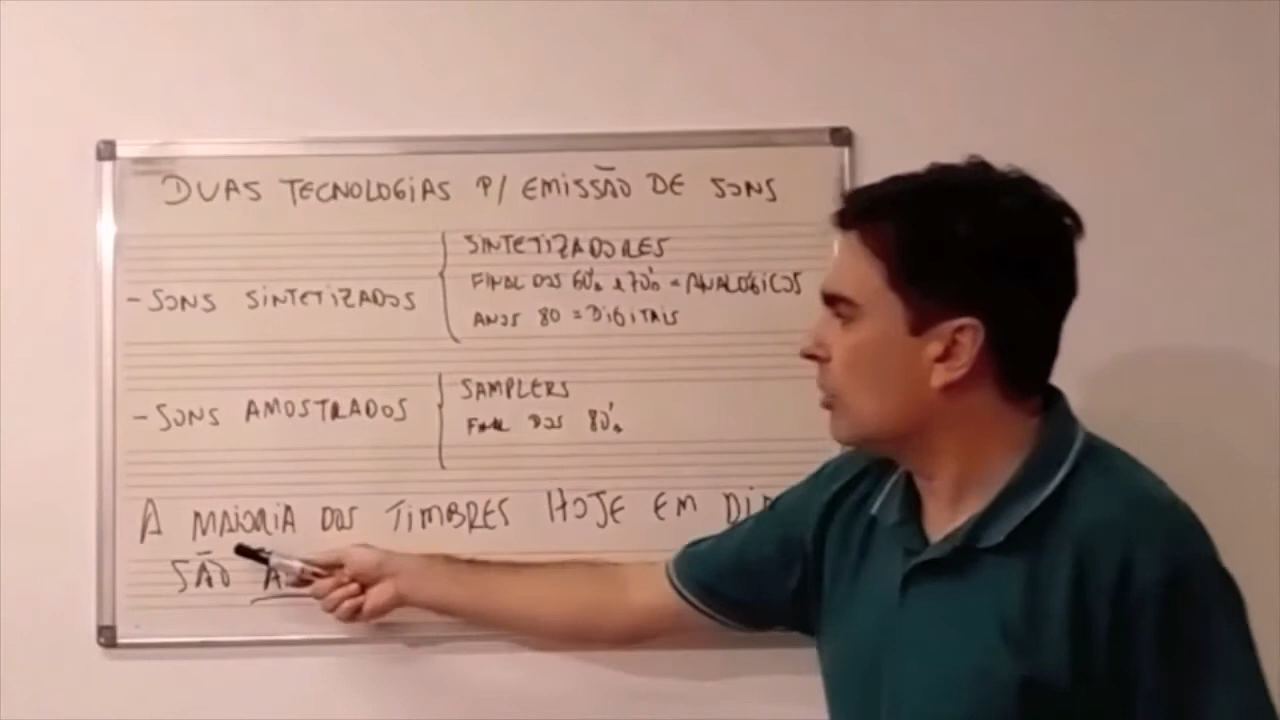 DUAS TECNOLOGIAS P/ EMISSÃO DE SONS
- SONS SINTETIZADOS
SINTETIZADORES
FINAL DOS 60's e 70's = ANALÓGICOS
ANOS 80 = DIGITAIS
- SONS AMOSTRADOS
SAMPLERS
FINAL DOS 80's
A MAIORIA DOS TIMBRES HOJE EM
SÃO